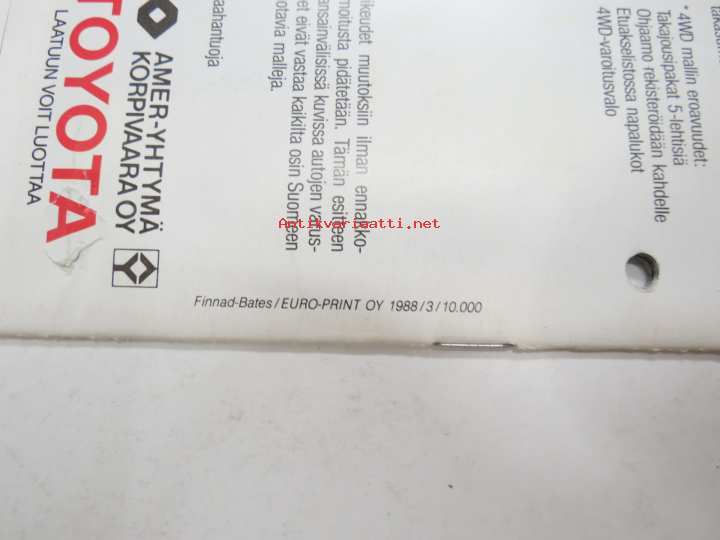 * 4WD mallin eroavuudet:
Takajousipakat 5-lehtisiä
Ohjaamo rekisteröidään kahdelle
Etuakselistossa napalukot
4WD-varoitusvalo
ikeudet muutoksiin ilman ennakko-
moitusta pidätetään. Tämän esitteen
ansainvälisissä kuvissa autojen varus-
et eivät vastaa kaikilta osin Suomeen
otavia malleja.
aahantuoja
AMER-YHTYMÄ
KORPIVAARA OY
TOYOTA
LAATUUN VOIT LUOTTAA
Finnad-Bates/EURO-PRINT OY 1988/3/10.000
Antikvariaatti.net